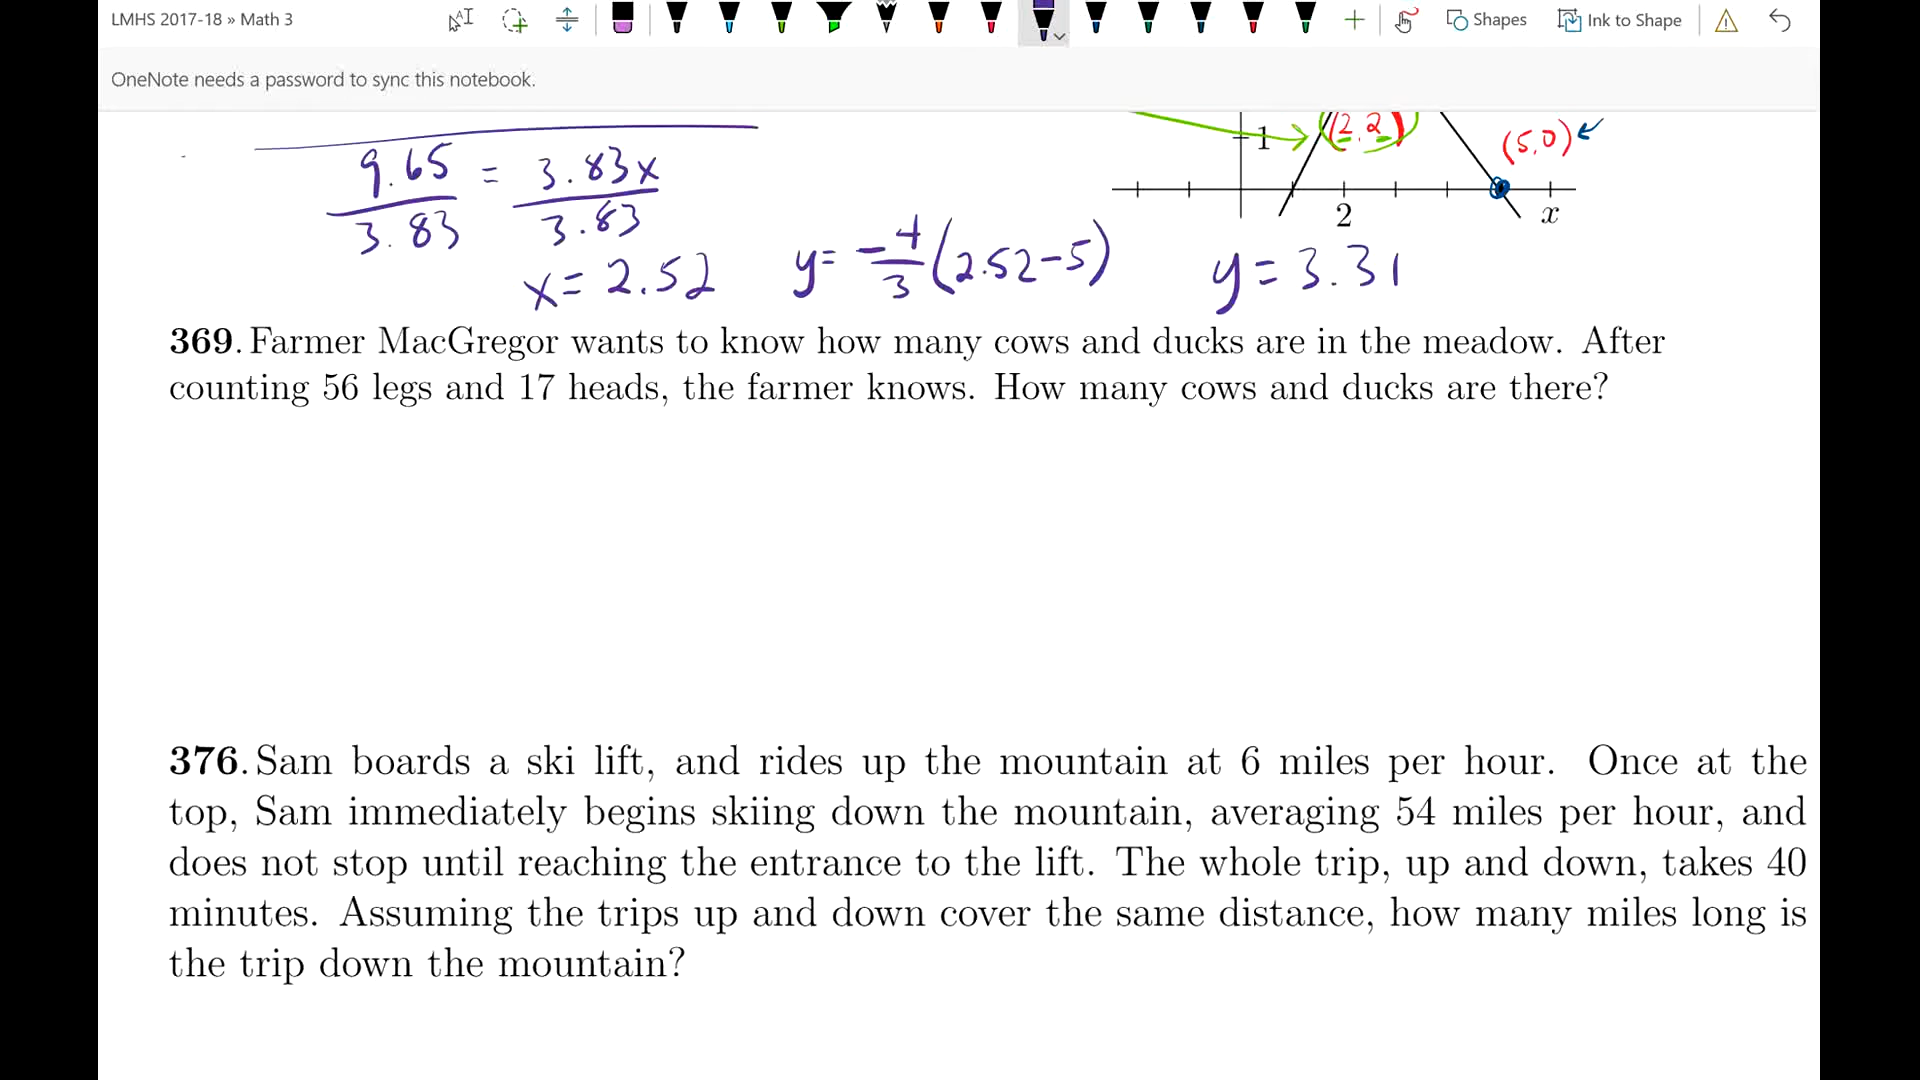 LMHS 2017-18 » Math 3
Shapes
Ink to Shape
OneNote needs a password to sync this notebook.
1
(2,2)
(5,0)
2
x
9.65 = 3.83x
3.83 3.83
x = 2.52
y = -4/3 (2.52-5)
y = 3.31
369. Farmer MacGregor wants to know how many cows and ducks are in the meadow. After
counting 56 legs and 17 heads, the farmer knows. How many cows and ducks are there?
376. Sam boards a ski lift, and rides up the mountain at 6 miles per hour. Once at the
top, Sam immediately begins skiing down the mountain, averaging 54 miles per hour, and
does not stop until reaching the entrance to the lift. The whole trip, up and down, takes 40
minutes. Assuming the trips up and down cover the same distance, how many miles long is
the trip down the mountain?